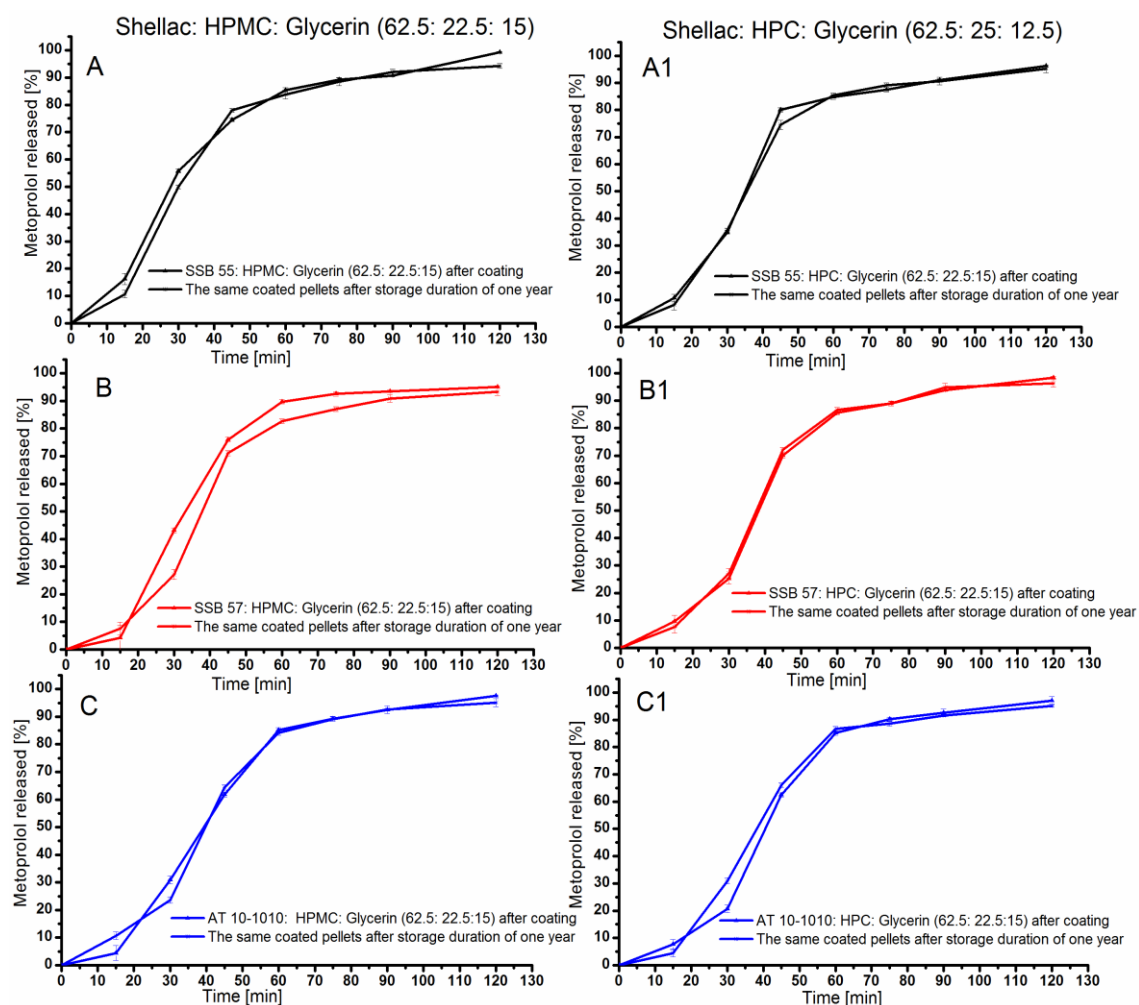 Shellac: HPMC: Glycerin (62.5: 22.5: 15)
A
Metoprolol released [%]
100
90
80
70
60
50
40
30
20
10
0
SSB 55: HPMC: Glycerin (62.5: 22.5:15) after coating
The same coated pellets after storage duration of one year
0 10 20 30 40 50 60 70 80 90 100 110 120 130
Time [min]
Shellac: HPC: Glycerin (62.5: 25: 12.5)
A1
Metoprolol released [%]
100
90
80
70
60
50
40
30
20
10
0
SSB 55: HPC: Glycerin (62.5: 22.5:15) after coating
The same coated pellets after storage duration of one year
0 10 20 30 40 50 60 70 80 90 100 110 120 130
Time [min]
B
Metoprolol released [%]
100
90
80
70
60
50
40
30
20
10
0
SSB 57: HPMC: Glycerin (62.5: 22.5:15) after coating
The same coated pellets after storage duration of one year
0 10 20 30 40 50 60 70 80 90 100 110 120 130
Time [min]
B1
Metoprolol released [%]
100
90
80
70
60
50
40
30
20
10
0
SSB 57: HPC: Glycerin (62.5: 22.5:15) after coating
The same coated pellets after storage duration of one year
0 10 20 30 40 50 60 70 80 90 100 110 120 130
Time [min]
C
Metoprolol released [%]
100
90
80
70
60
50
40
30
20
10
0
AT 10-1010: HPMC: Glycerin (62.5: 22.5:15) after coating
The same coated pellets after storage duration of one year
0 10 20 30 40 50 60 70 80 90 100 110 120 130
Time [min]
C1
Metoprolol released [%]
100
90
80
70
60
50
40
30
20
10
0
AT 10-1010: HPC: Glycerin (62.5: 22.5:15) after coating
The same coated pellets after storage duration of one year
0 10 20 30 40 50 60 70 80 90 100 110 120 130
Time [min]